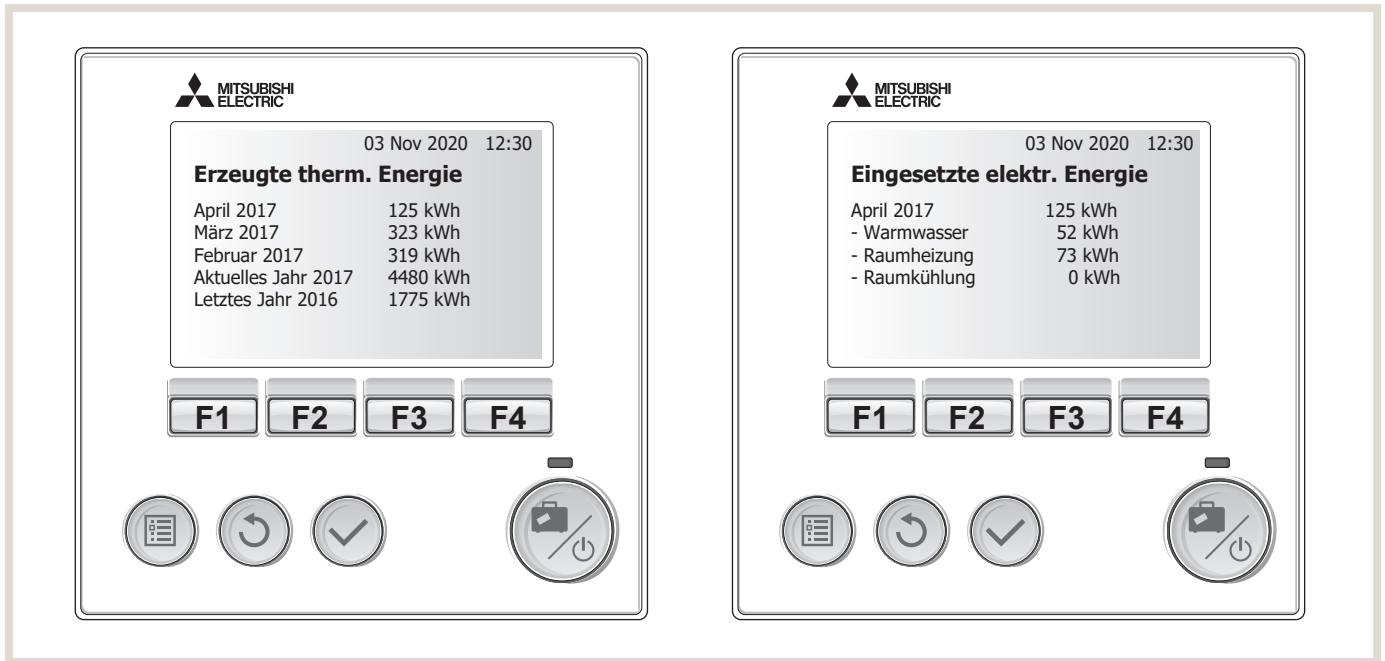 MITSUBISHI
ELECTRIC
03 Nov 2020 12:30
Erzeugte therm. Energie
April 2017 125 kWh
März 2017 323 kWh
Februar 2017 319 kWh
Aktuelles Jahr 2017 4480 kWh
Letztes Jahr 2016 1775 kWh
F1 F2 F3 F4
MITSUBISHI
ELECTRIC
03 Nov 2020 12:30
Eingesetzte elektr. Energie
April 2017 125 kWh
- Warmwasser 52 kWh
- Raumheizung 73 kWh
- Raumkühlung 0 kWh
F1 F2 F3 F4